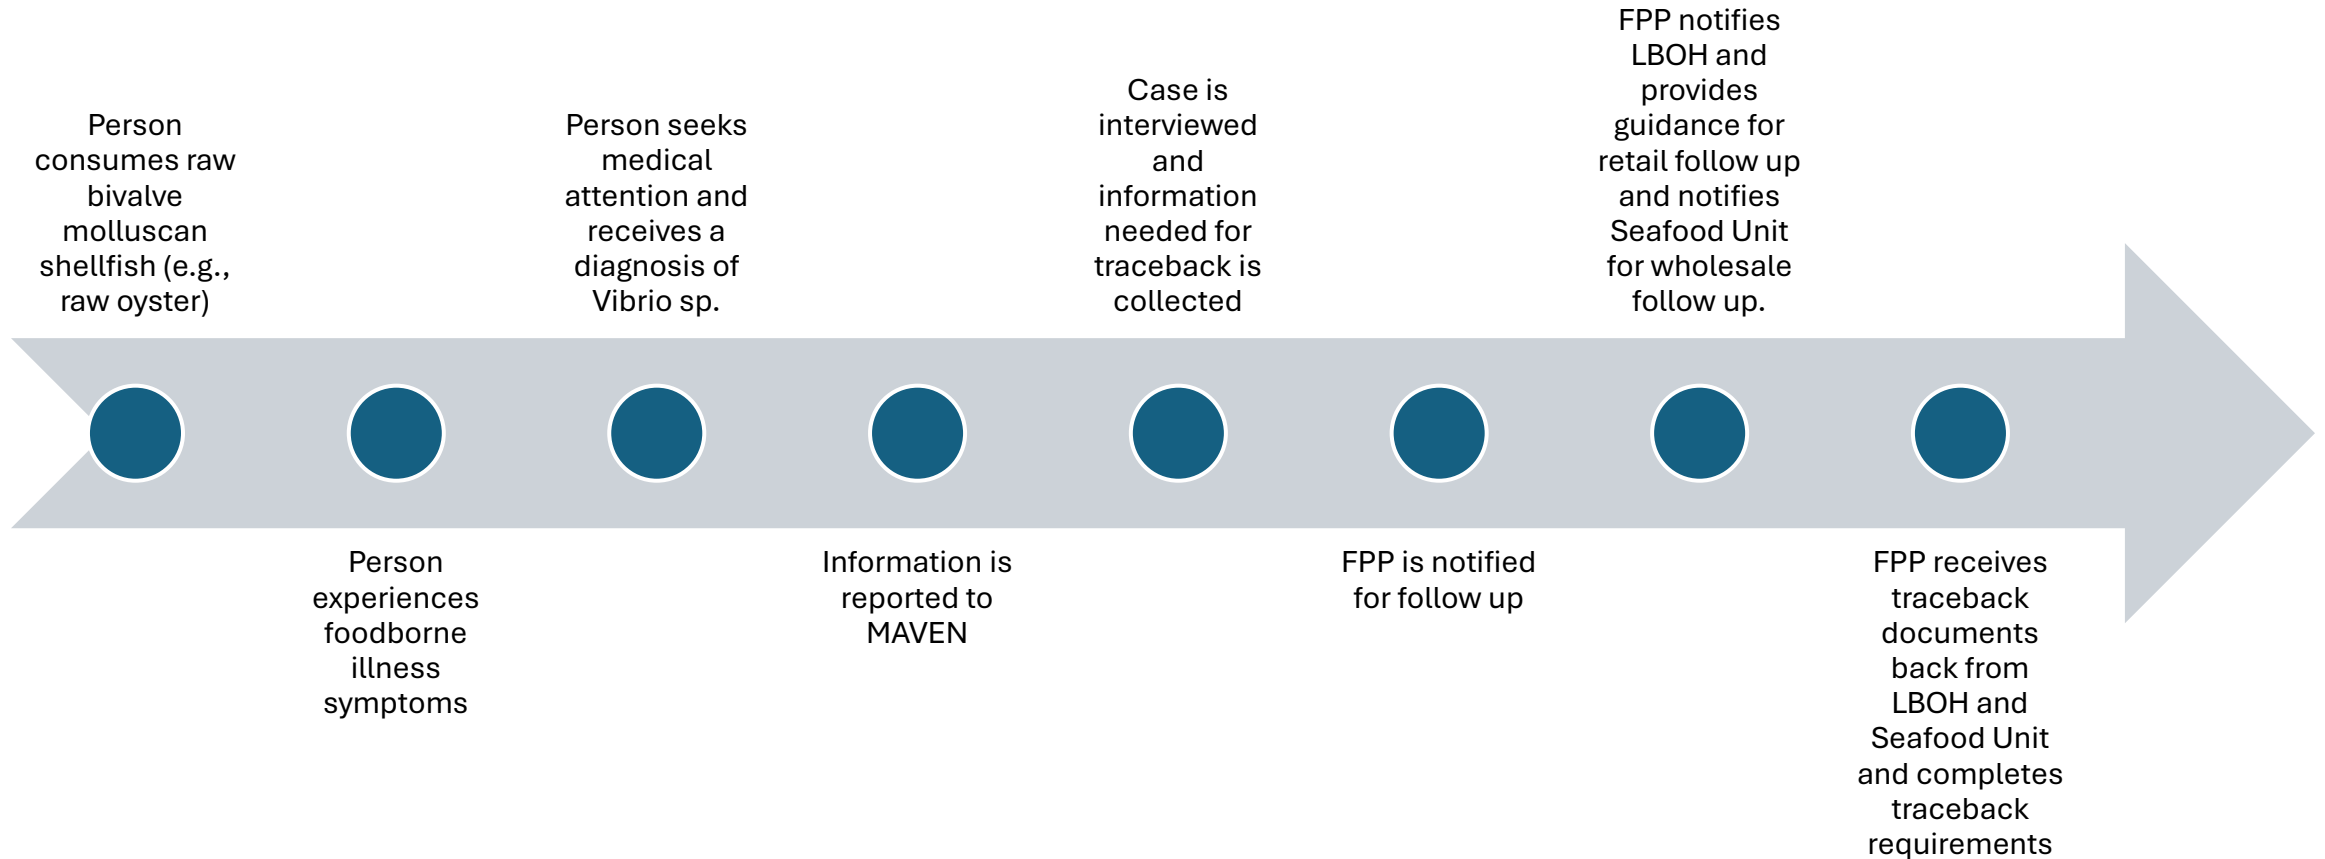 Person
consumes raw
bivalve
molluscan
shellfish (e.g.,
raw oyster)
Person
experiences
foodborne
illness
symptoms
Person seeks
medical
attention and
receives a
diagnosis of
Vibrio sp.
Information is
reported to
MAVEN
Case is
interviewed
and
information
needed for
traceback is
collected
FPP is notified
for follow up
FPP notifies
LBOH and
provides
guidance for
retail follow up
and notifies
Seafood Unit
for wholesale
follow up.
FPP receives
traceback
documents
back from
LBOH and
Seafood Unit
and completes
traceback
requirements